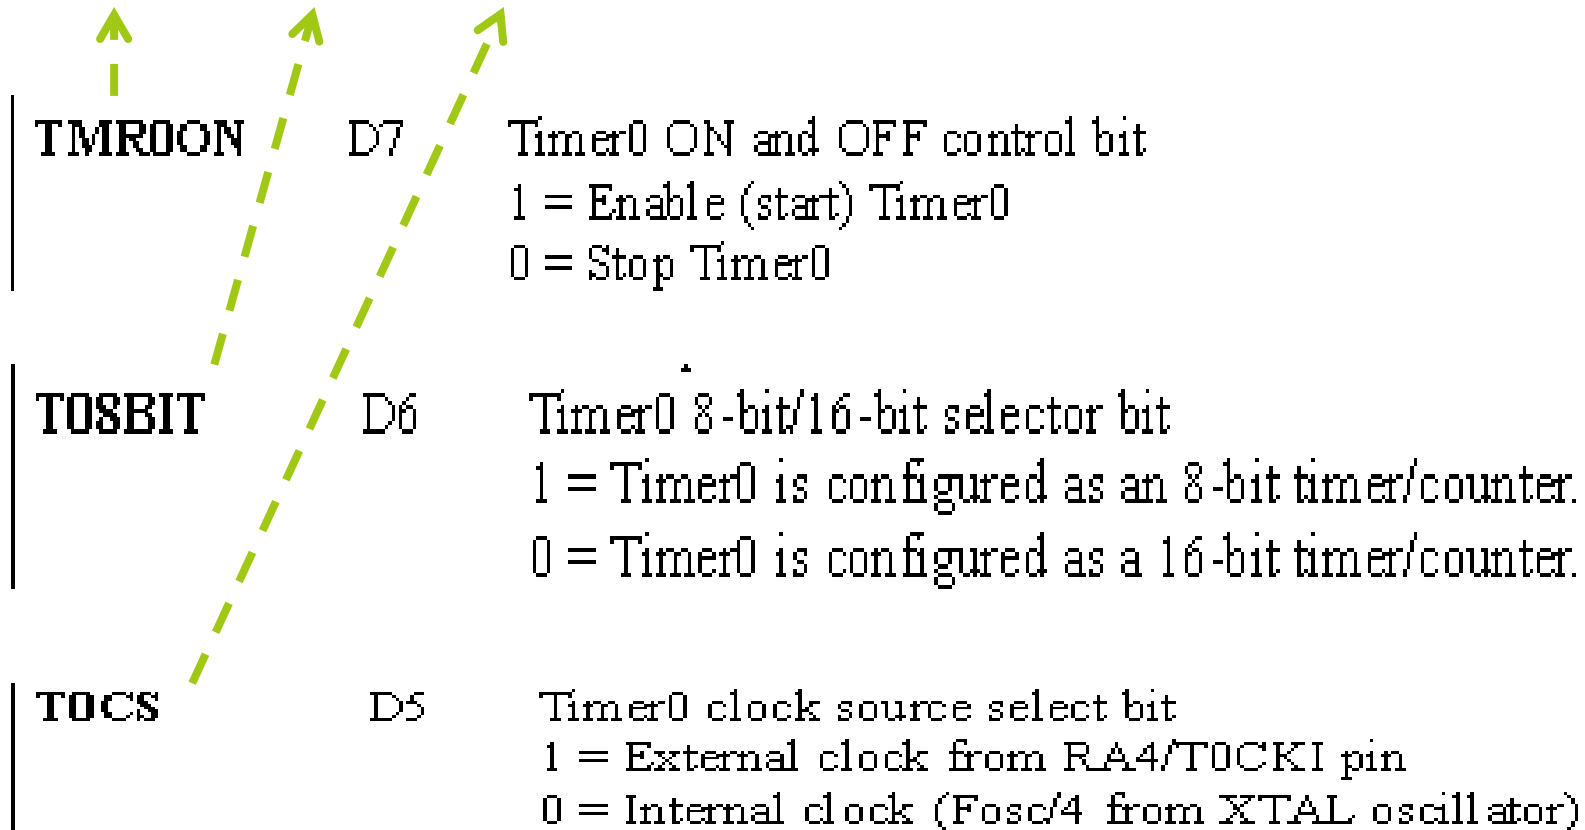 TMR0ON D7 Timer0 ON and OFF control bit
1 = Enable (start) Timer0
0 = Stop Timer0
T08BIT D6 Timer0 8-bit/16-bit selector bit
1 = Timer0 is configured as an 8-bit timer/counter.
0 = Timer0 is configured as a 16-bit timer/counter.
T0CS D5 Timer0 clock source select bit
1 = External clock from RA4/T0CKI pin
0 = Internal clock (Fosc/4 from XTAL oscillator)